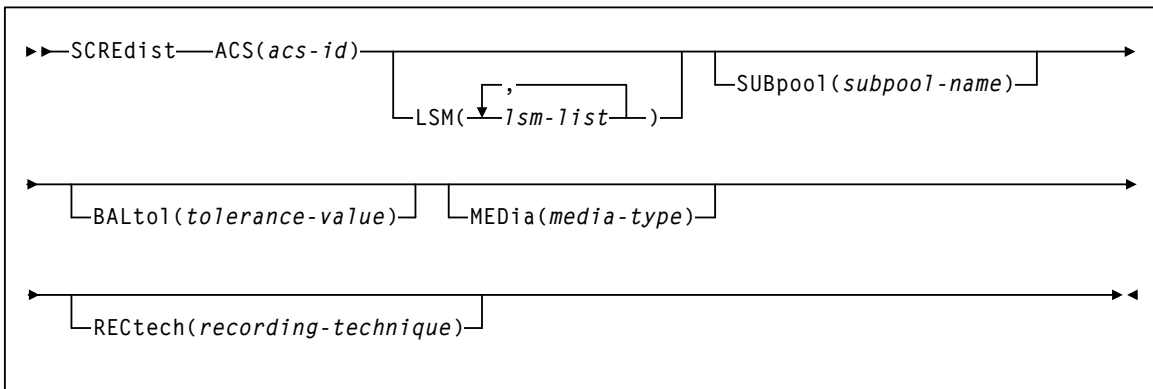 SCREdist ACS(acs-id)
,
LSM( lsm-list )
SUBpool(subpool-name)
BALtol(tolerance-value) MEDia(media-type)
RECtech(recording-technique)